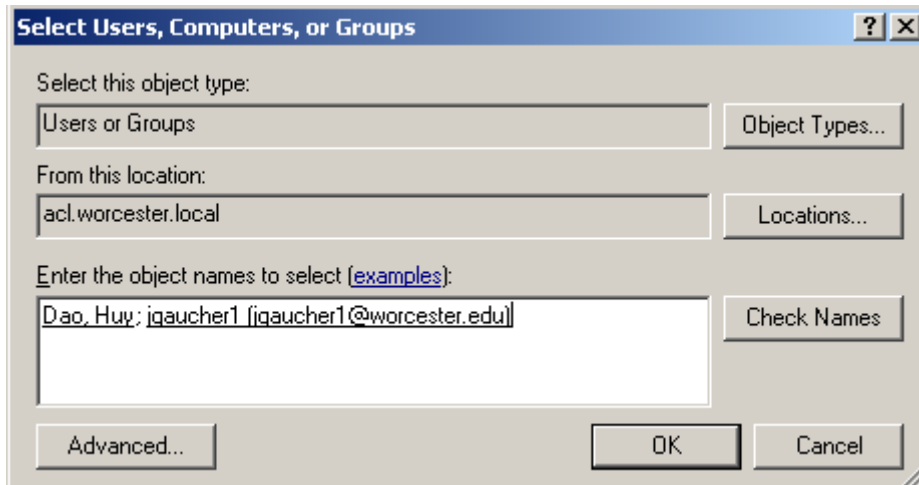 Select Users, Computers, or Groups
Select this object type:
Users or Groups
Object Types...
From this location:
acl.worcester.local
Locations...
Enter the object names to select (examples):
Dao, Huy; jgaucher1 (jgaucher1@worcester.edu)
Check Names
Advanced...
OK
Cancel